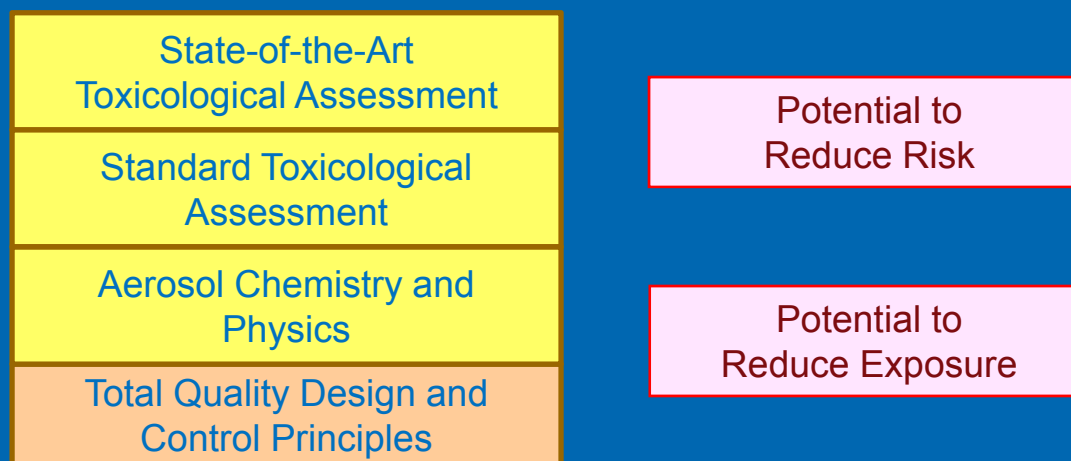 State-of-the-Art
Toxicological Assessment
Standard Toxicological
Assessment
Aerosol Chemistry and
Physics
Total Quality Design and
Control Principles
Potential to
Reduce Risk
Potential to
Reduce Exposure